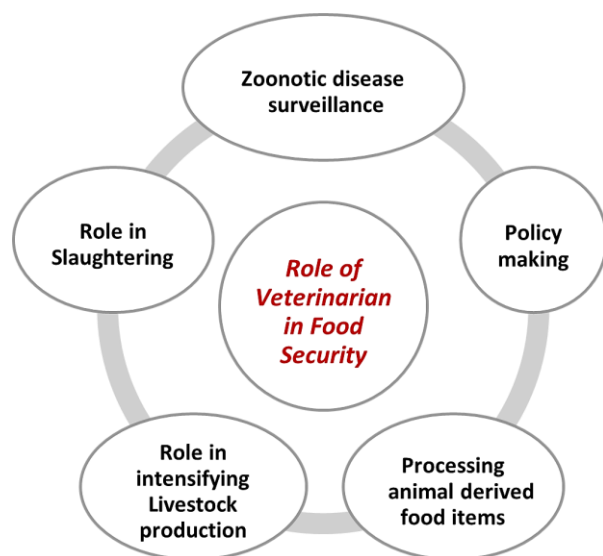 Zoonotic disease
surveillance
Role in
Slaughtering
Policy
making
Role of
Veterinarian
in Food
Security
Role in
intensifying
Livestock
production
Processing
animal derived
food items